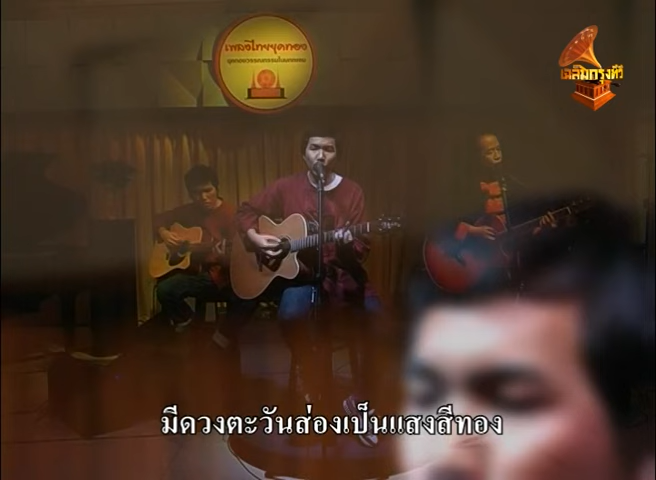 เพลงไทยยุคทอง
เฉลิมกรุงทีวี
มีดวงตะวันส่องเป็นแสงสีทอง